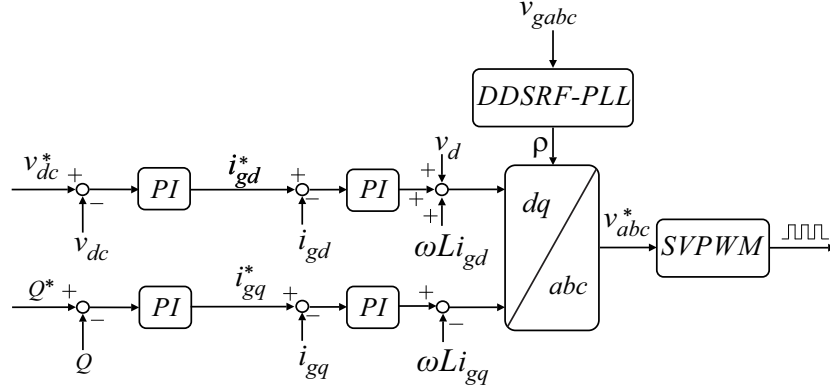 v_gabc
DDSRF-PLL
ρ
v*_dc + − PI i*_gd + − PI + + + v_d
v_dc i_gd ωLi_gd
dq
abc
v*_abc SVPWM
Q* + − PI i*_gq + − PI + −
Q i_gq ωLi_gq